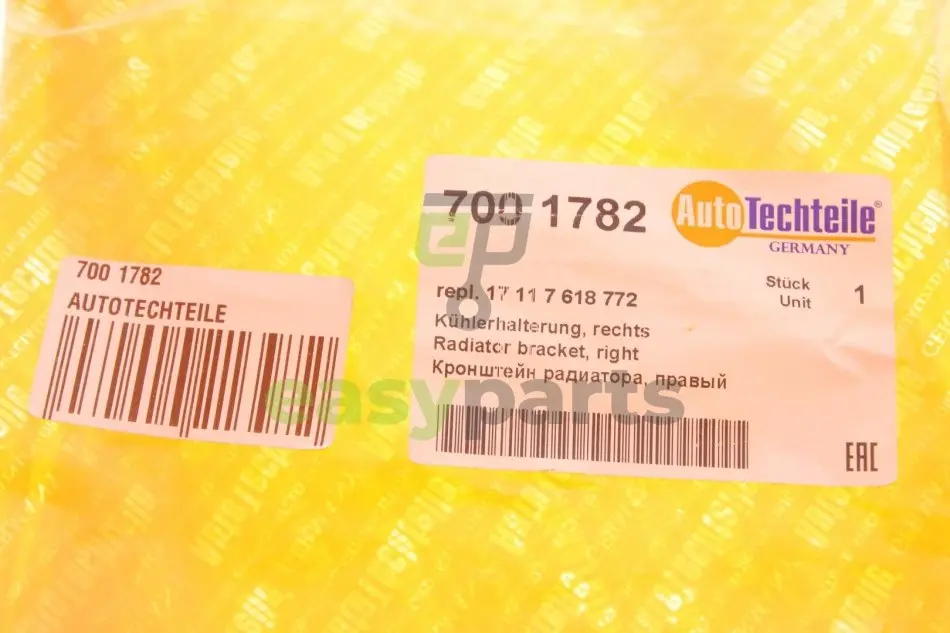 700 1782
AUTOTECHTEILE
700 1782
AutoTechteile®
GERMANY
repl. 17 11 7 618 772
Stück
Unit
1
Kühlerhalterung, rechts
Radiator bracket, right
Кронштейн радиатора, правый
EAC
ep
easyparts